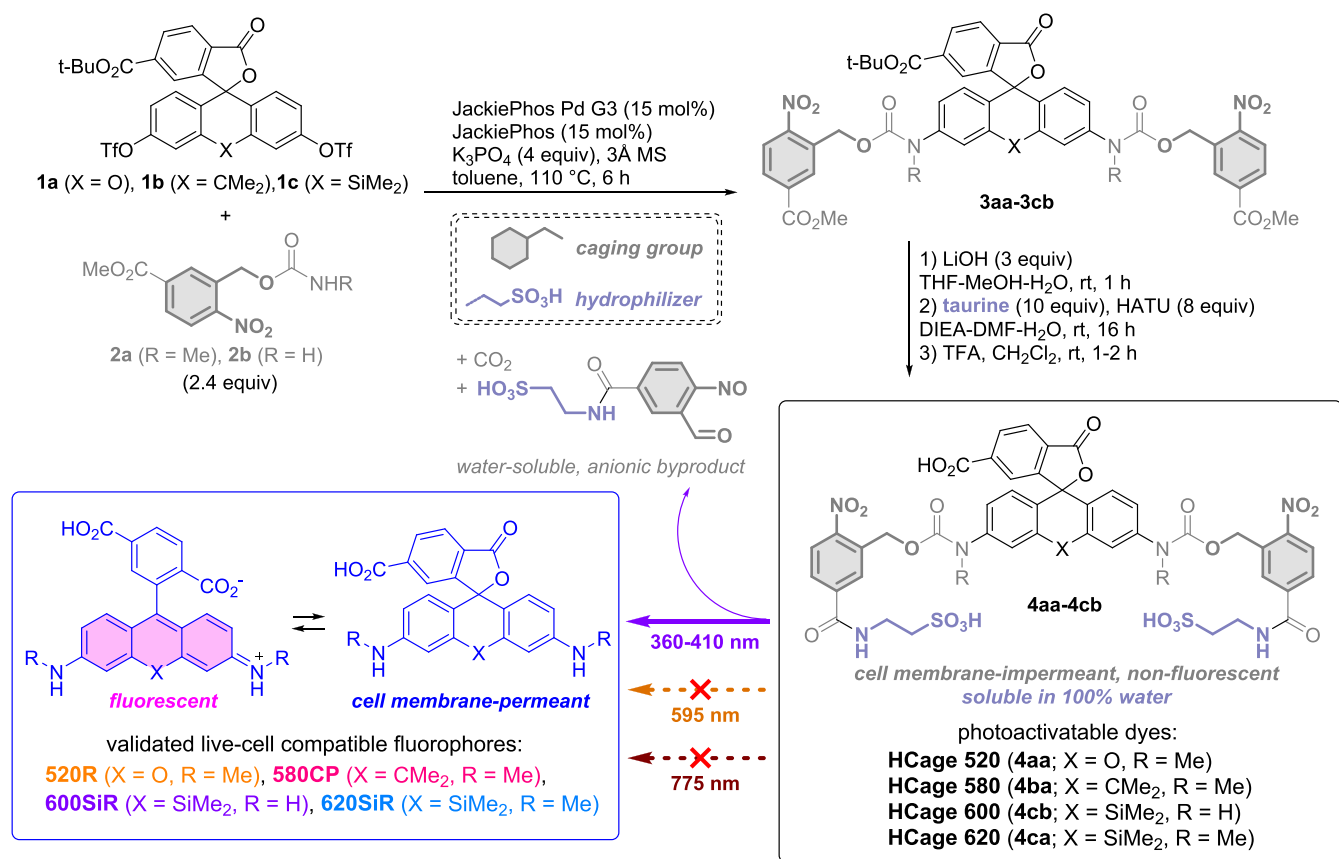 t-BuO₂C
O
O
TfO
X
OTf
1a (X = O), 1b (X = CMe₂),1c (X = SiMe₂)
+
MeO₂C
O
O
NHR
NO₂
2a (R = Me), 2b (R = H)
(2.4 equiv)
JackiePhos Pd G3 (15 mol%)
JackiePhos (15 mol%)
K₃PO₄ (4 equiv), 3Å MS
toluene, 110 °C, 6 h
caging group
SO₃H hydrophilizer
t-BuO₂C
O
O
NO₂
O
O
N
R
X
N
R
O
O
NO₂
CO₂Me
CO₂Me
3aa-3cb
1) LiOH (3 equiv)
THF-MeOH-H₂O, rt, 1 h
2) taurine (10 equiv), HATU (8 equiv)
DIEA-DMF-H₂O, rt, 16 h
3) TFA, CH₂Cl₂, rt, 1-2 h
+ CO₂
+ HO₃S
N
H
O
NO
O
water-soluble, anionic byproduct
HO₂C
O
O
NO₂
O
O
N
R
X
N
R
O
O
NO₂
O
N
H
SO₃H
4aa-4cb
HO₃S
N
H
O
cell membrane-impermeant, non-fluorescent
soluble in 100% water
photoactivatable dyes:
HCage 520 (4aa; X = O, R = Me)
HCage 580 (4ba; X = CMe₂, R = Me)
HCage 600 (4cb; X = SiMe₂, R = H)
HCage 620 (4ca; X = SiMe₂, R = Me)
360-410 nm
595 nm
775 nm
HO₂C
CO₂⁻
R
N
H
X
N
+
H
R
fluorescent
HO₂C
O
O
R
N
H
X
N
H
R
cell membrane-permeant
validated live-cell compatible fluorophores:
520R (X = O, R = Me), 580CP (X = CMe₂, R = Me),
600SiR (X = SiMe₂, R = H), 620SiR (X = SiMe₂, R = Me)